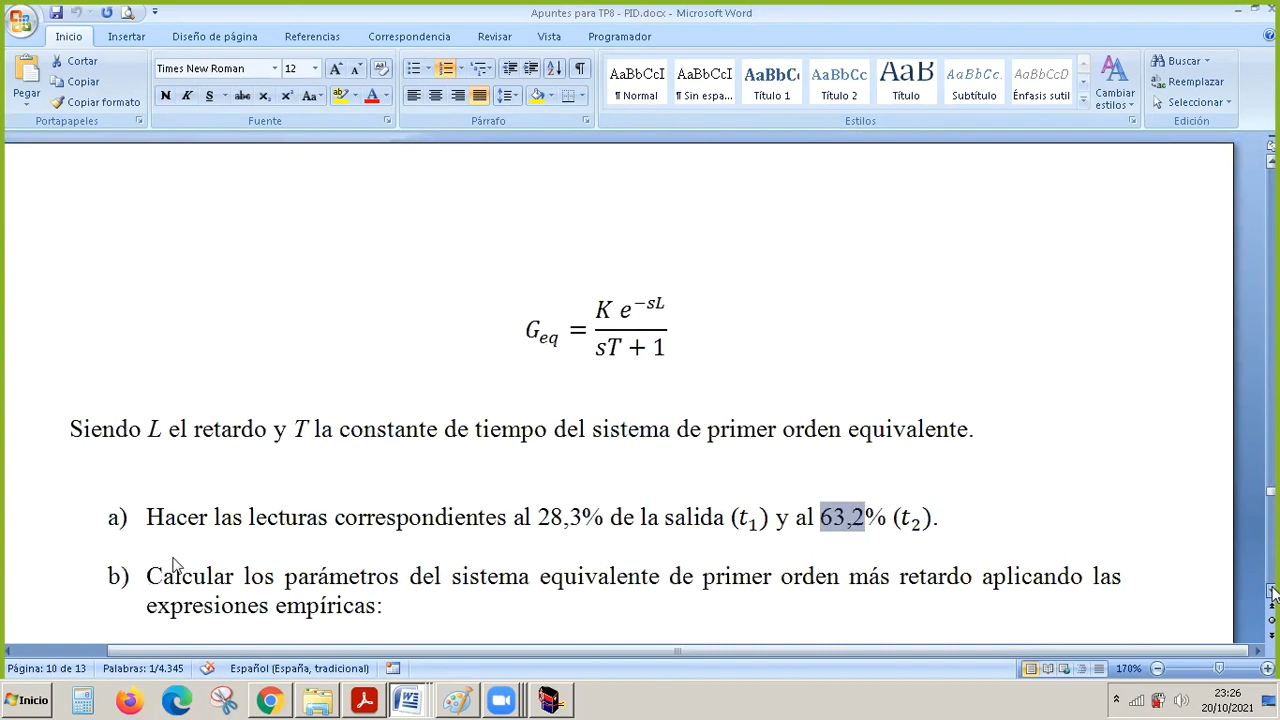 Apuntes para TP8 - PID.docx - Microsoft Word
Inicio Insertar Diseño de página Referencias Correspondencia Revisar Vista Programador
Pegar
Cortar
Copiar
Copiar formato
Portapapeles
Times New Roman 12
N K S abc x₂ x² Aa
Fuente
Párrafo
AaBbCcI AaBbCcI AaBbC AaBbCc AaB AaBbCc. AaBbCcI
¶ Normal ¶ Sin espa... Título 1 Título 2 Título Subtítulo Énfasis sutil
Cambiar estilos
Estilos
Buscar
Reemplazar
Seleccionar
Edición
G_eq = K e^−sL / sT + 1
Siendo L el retardo y T la constante de tiempo del sistema de primer orden equivalente.
a) Hacer las lecturas correspondientes al 28,3% de la salida (t₁) y al 63,2% (t₂).
b) Calcular los parámetros del sistema equivalente de primer orden más retardo aplicando las
expresiones empíricas:
Página: 10 de 13 Palabras: 1/4.345 Español (España, tradicional) 170%
Inicio
23:26
20/10/2021